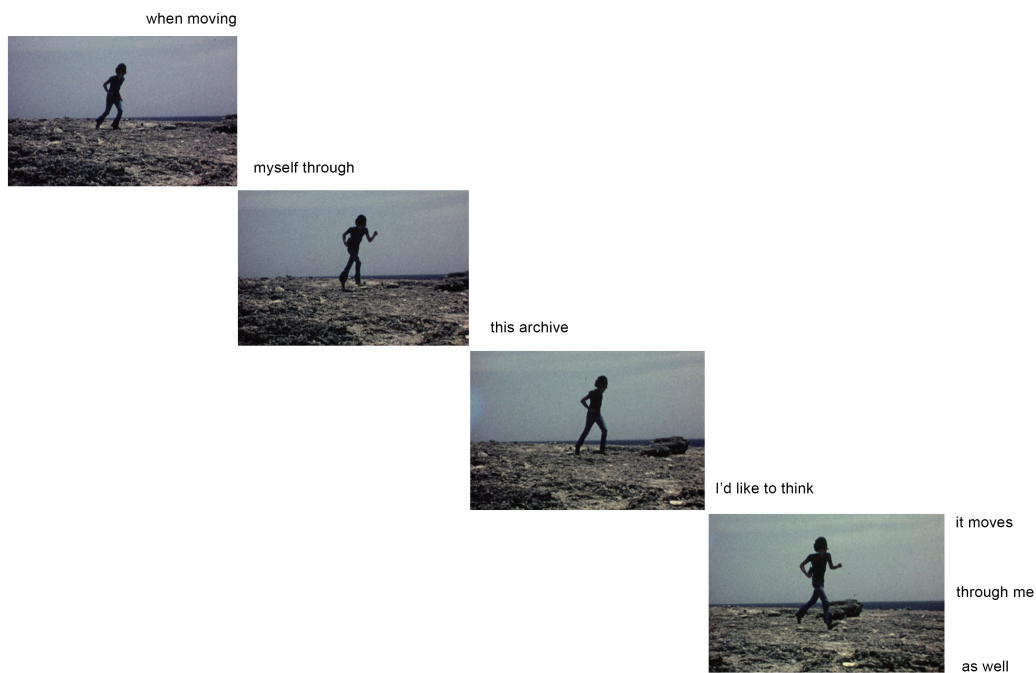 when moving
myself through
this archive
I'd like to think
it moves
through me
as well